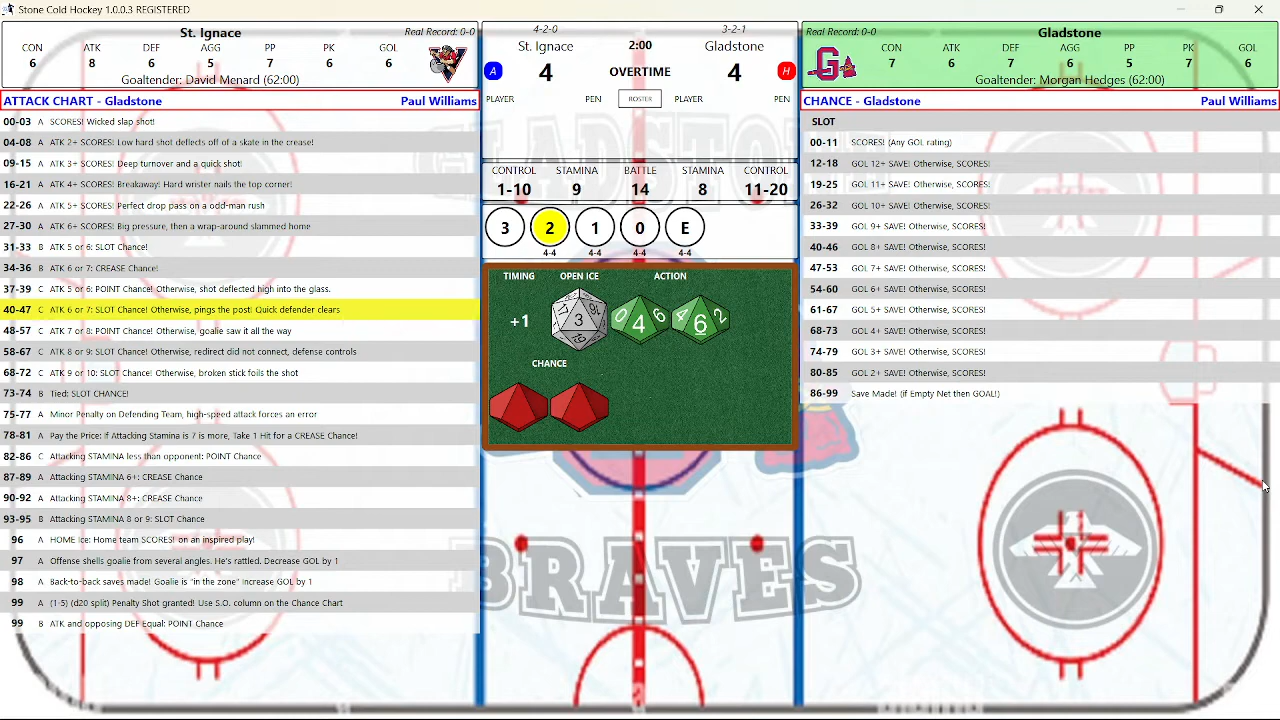 Stone Cold Hockey 1.0.0.3 REGISTERED
St. Ignace
Real Record: 0-0
CON ATK DEF AGG PP PK GOL
6 8 6 5 7 6 6
Goaltender: David Menard (62:00)
4-2-0 3-2-1
St. Ignace 2:00 Gladstone
A 4 OVERTIME 4 H
PLAYER PEN ROSTER PLAYER PEN
Real Record: 0-0
Gladstone
CON ATK DEF AGG PP PK GOL
7 6 7 6 5 7 6
Goaltender: Morgan Hedges (62:00)
G
CONTROL STAMINA BATTLE STAMINA CONTROL
1-10 9 14 8 11-20
3 2 1 0 E
4-4 4-4 4-4 4-4
TIMING OPEN ICE ACTION
+1 3 4 6
CHANCE
ATTACK CHART - Gladstone Paul Williams
00-03 A SCORES! Wicked slap shot!
04-08 A ATK 2+ SCORES! Low hard shot deflects off of a skate in the crease!
09-15 A ATK 3+ SCORES! Deep turnover and a quick shot!
16-21 A ATK 4+ SCORES! Breakaway: Hard wrister nails the top corner!
22-26 A ATK 5+ SCORES! Perfect drop pass on a odd-man rush
27-30 A ATK 6+ SCORES! pressure, then a wrap-around slammed home
31-33 B ATK 5 or 6: SLOT Chance!
34-36 B ATK 6 or 7: CREASE Chance!
37-39 C ATK 5 or 6: POINT Chance! Otherwise, shot deflected high into the glass.
40-47 C ATK 6 or 7: SLOT Chance! Otherwise, pings the post! Quick defender clears
48-57 C ATK 7 or 8: POINT Chance! Otherwise, goalie saw it all the way
58-67 C ATK 8 or 9: SLOT Chance! Otherwise, redirect did not connect, defense controls
68-72 C ATK 9 or 10: SLOT Chance! Otherwise, broken stick foils the shot
73-74 B Tied: SLOT CHANCE!
75-77 A Minor Penalty on Defending Team, high-speed attack forces an error
78-81 A Pay the Price: if Attacking Stamina is 7 is more, Take 1 Hit for a CREASE Chance!
82-86 C Attacking STAMINA less than opponent: POINT Chance
87-89 A Attacking STAMINA 6+: CREASE Chance
90-92 A Attacking STAMINA 8+: CREASE Chance
93-95 B Attacking STAMINA 8 or 9: SLOT Chance
96 A HOME Ice: Home team SCORES! on an inspired play!
97 A Offense shells goalie from several angles. He's rattled. Decrease GOL by 1
98 A Back-to-back saves made! Goalie is "in the zone" Increase GOL by 1
99 A (1-5) (d20 split) Penalty Shot granted! Use S.O. column on the Chance Chart
99 B ATK and opposing DEF Equal: POINT Chance
CHANCE - Gladstone Paul Williams
SLOT
00-11 SCORES! (Any GOL rating)
12-18 GOL 12+ SAVE! Otherwise, SCORES!
19-25 GOL 11+ SAVE! Otherwise, SCORES!
26-32 GOL 10+ SAVE! Otherwise, SCORES!
33-39 GOL 9+ SAVE! Otherwise, SCORES!
40-46 GOL 8+ SAVE! Otherwise, SCORES!
47-53 GOL 7+ SAVE! Otherwise, SCORES!
54-60 GOL 6+ SAVE! Otherwise, SCORES!
61-67 GOL 5+ SAVE! Otherwise, SCORES!
68-73 GOL 4+ SAVE! Otherwise, SCORES!
74-79 GOL 3+ SAVE! Otherwise, SCORES!
80-85 GOL 2+ SAVE! Otherwise, SCORES!
86-99 Save Made! (if Empty Net then GOAL!)
GLADSTONE
BRAVES